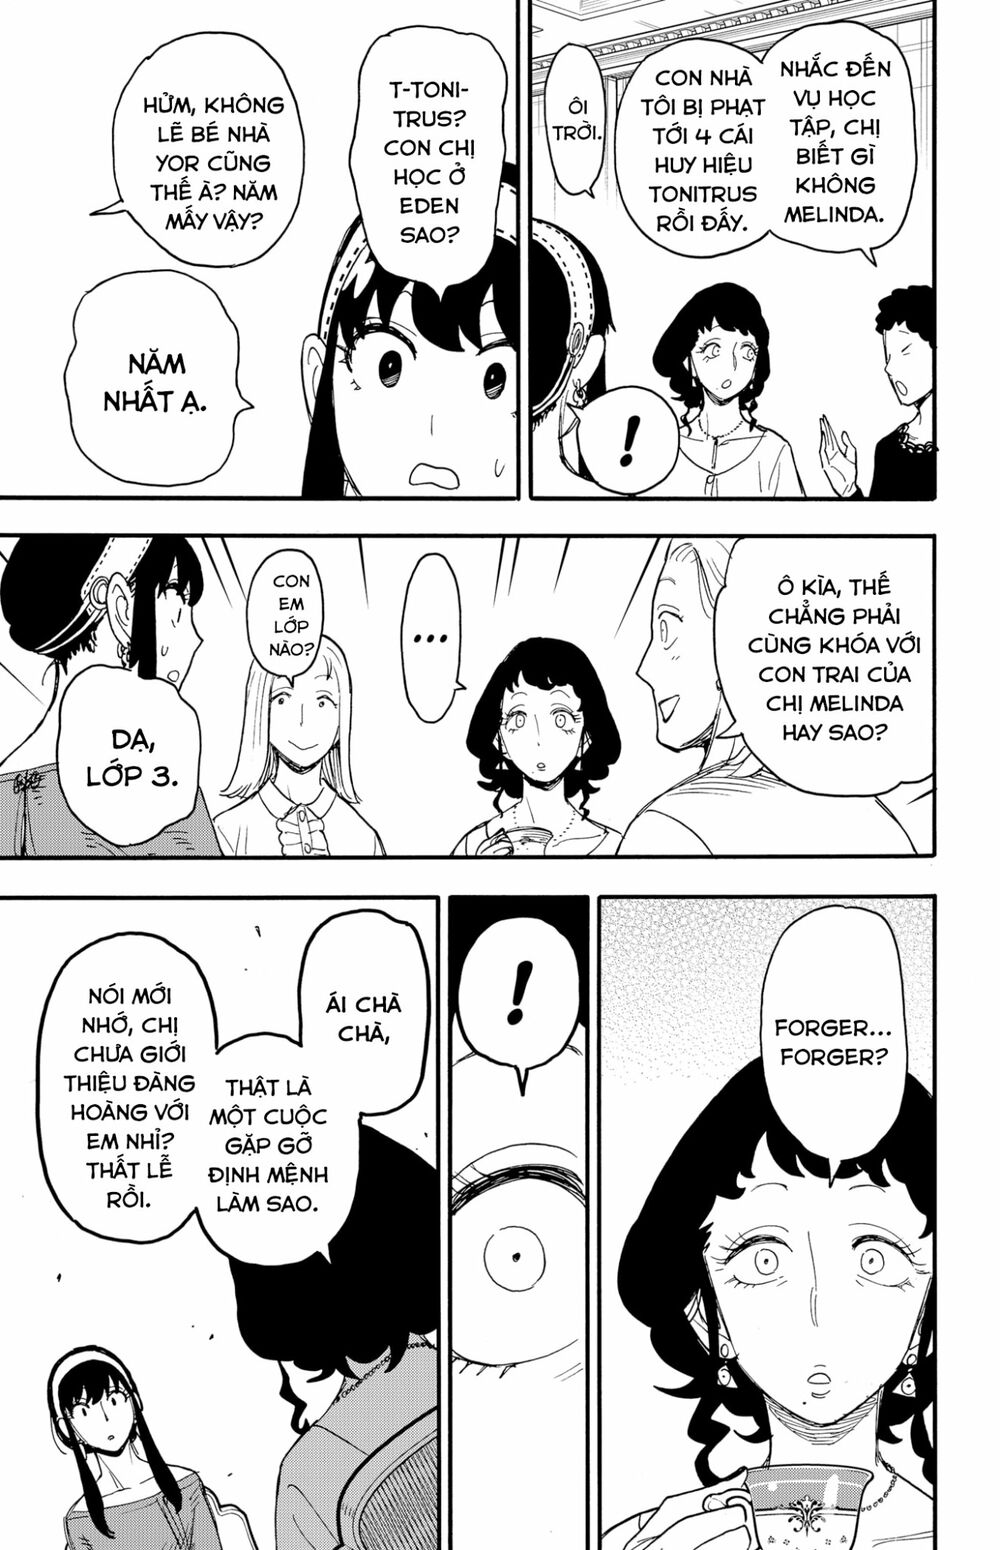 NHẮC ĐẾN
VỤ HỌC
TẬP, CHỊ
BIẾT GÌ
KHÔNG
MELINDA.
CON NHÀ
TÔI BỊ PHẠT
TỚI 4 CÁI
HUY HIỆU
TONITRUS
RỒI ĐẤY.
ÔI
TRỜI.
!
T-TONI-
TRUS?
CON CHỊ
HỌC Ở
EDEN
SAO?
HỬM, KHÔNG
LẼ BÉ NHÀ
YOR CŨNG
THẾ À? NĂM
MẤY VẬY?
NĂM
NHẤT Ạ.
Ô KÌA, THẾ
CHẲNG PHẢI
CÙNG KHÓA VỚI
CON TRAI CỦA
CHỊ MELINDA
HAY SAO?
...
CON
EM
LỚP
NÀO?
DẠ,
LỚP 3.
FORGER...
FORGER?
!
ÁI CHÀ
CHÀ,
THẬT LÀ
MỘT CUỘC
GẶP GỠ
ĐỊNH MỆNH
LÀM SAO.
NÓI MỚI
NHỚ, CHỊ
CHƯA GIỚI
THIỆU ĐÀNG
HOÀNG VỚI
EM NHỈ?
THẤT LỄ
RỒI.